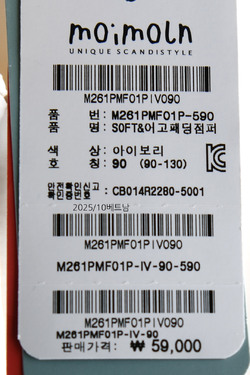 moimoln
UNIQUE SCANDISTYLE
M261PMF01PIV090
품 번: M261PMF01P-590
품 명: SOFT&이고패딩점퍼
색 상: 아이보리
호 칭: 90 (90-130)
안전확인신고
확인증번호 : CB014R2280-5001
2025/10베트남
M261PMF01PIV090
M261PMF01P-IV-90-590
M261PMF01PIV090
M261PMF01P-IV-90
판매가격: ₩ 59,000